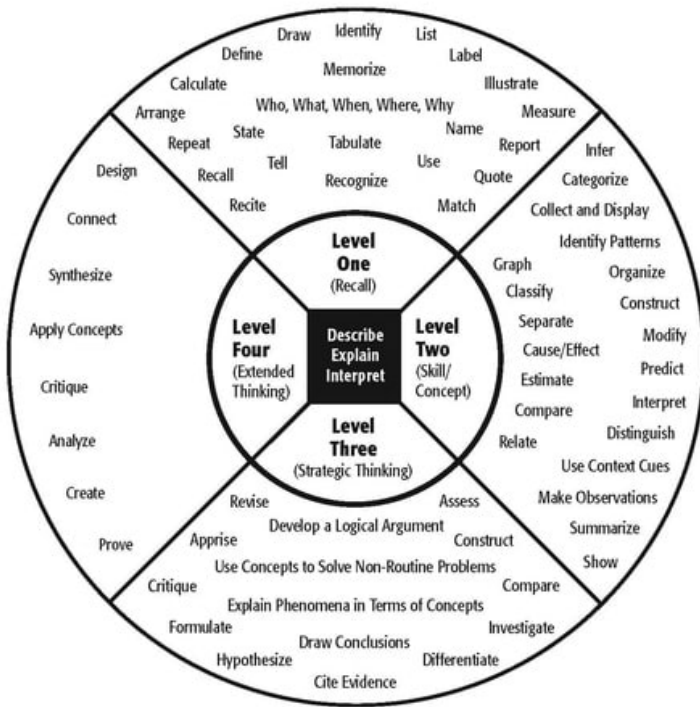 Draw
Identify
List
Define
Label
Memorize
Calculate
Illustrate
Arrange
Who, What, When, Where, Why
Measure
State
Name
Repeat
Tabulate
Report
Tell
Use
Recall
Recognize
Quote
Recite
Match
Level
One
(Recall)
Infer
Categorize
Collect and Display
Identify Patterns
Graph
Organize
Classify
Construct
Separate
Modify
Cause/Effect
Predict
Estimate
Interpret
Compare
Distinguish
Relate
Use Context Cues
Make Observations
Summarize
Show
Level
Two
(Skill/
Concept)
Describe
Explain
Interpret
Level
Three
(Strategic Thinking)
Revise
Assess
Develop a Logical Argument
Apprise
Construct
Use Concepts to Solve Non-Routine Problems
Critique
Compare
Explain Phenomena in Terms of Concepts
Formulate
Investigate
Draw Conclusions
Hypothesize
Differentiate
Cite Evidence
Level
Four
(Extended
Thinking)
Design
Connect
Synthesize
Apply Concepts
Critique
Analyze
Create
Prove